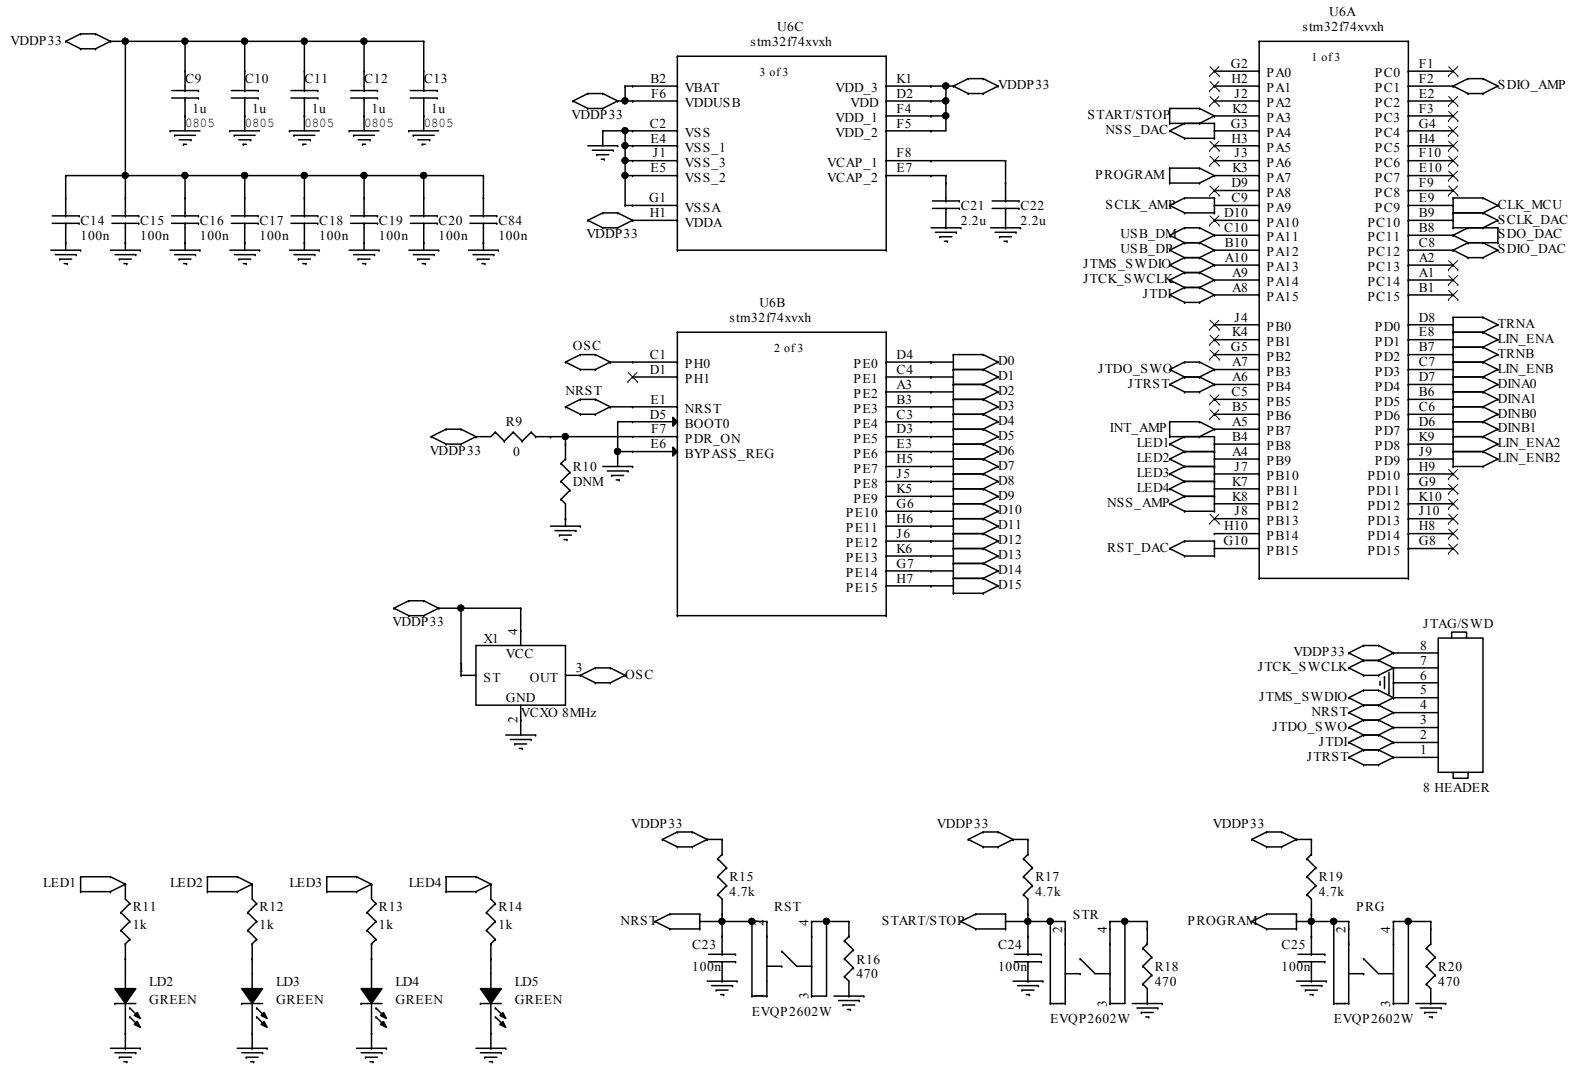 VDDP33
C9
1u
0805
C10
1u
0805
C11
1u
0805
C12
1u
0805
C13
1u
0805
C14
100n
C15
100n
C16
100n
C17
100n
C18
100n
C19
100n
C20
100n
C84
100n
U6C
stm32f74xvxh
3 of 3
B2 VBAT
F6 VDDUSB
VDDP33
C2 VSS
E4 VSS_1
J1 VSS_3
E5 VSS_2
G1 VSSA
H1 VDDA
VDDP33
VDD_3 K1
VDD D2
VDD_1 F4
VDD_2 F5
VDDP33
VCAP_1 F8
VCAP_2 E7
C21
2.2u
C22
2.2u
U6A
stm32f74xvxh
1 of 3
G2 PA0
H2 PA1
J2 PA2
START/STOP K2 PA3
NSS_DAC G3 PA4
H3 PA5
J3 PA6
PROGRAM K3 PA7
D9 PA8
SCLK_AMP C9 PA9
D10 PA10
USB_DM C10 PA11
USB_DP B10 PA12
JTMS_SWDIO A10 PA13
JTCK_SWCLK A9 PA14
JTDI A8 PA15
J4 PB0
K4 PB1
G5 PB2
JTDO_SWO A7 PB3
JTRST A6 PB4
C5 PB5
B5 PB6
INT_AMP A5 PB7
LED1 B4 PB8
LED2 A4 PB9
LED3 J7 PB10
LED4 K7 PB11
NSS_AMP K8 PB12
J8 PB13
H10 PB14
RST_DAC G10 PB15
PC0 F1
PC1 F2 SDIO_AMP
PC2 E2
PC3 F3
PC4 G4
PC5 H4
PC6 F10
PC7 E10
PC8 F9
PC9 E9 CLK_MCU
PC10 B9 SCLK_DAC
PC11 B8 SDO_DAC
PC12 C8 SDIO_DAC
PC13 A2
PC14 A1
PC15 B1
PD0 D8 TRNA
PD1 E8 LIN_ENA
PD2 B7 TRNB
PD3 C7 LIN_ENB
PD4 D7 DINA0
PD5 B6 DINA1
PD6 C6 DINB0
PD7 D6 DINB1
PD8 K9 LIN_ENA2
PD9 J9 LIN_ENB2
PD10 H9
PD11 G9
PD12 K10
PD13 J10
PD14 H8
PD15 G8
U6B
stm32f74xvxh
2 of 3
OSC C1 PH0
D1 PH1
NRST E1 NRST
D5 BOOT0
F7 PDR_ON
E6 BYPASS_REG
VDDP33
R9
0
R10
DNM
PE0 D4 D0
PE1 C4 D1
PE2 A3 D2
PE3 B3 D3
PE4 C3 D4
PE5 D3 D5
PE6 E3 D6
PE7 H5 D7
PE8 J5 D8
PE9 K5 D9
PE10 G6 D10
PE11 H6 D11
PE12 J6 D12
PE13 K6 D13
PE14 G7 D14
PE15 H7 D15
VDDP33
X1
4
VCC
1 ST OUT 3 OSC
GND
2
VCXO 8MHz
JTAG/SWD
VDDP33 8
JTCK_SWCLK 7
6
JTMS_SWDIO 5
NRST 4
JTDO_SWO 3
JTDI 2
JTRST 1
8 HEADER
LED1
R11
1k
LD2
GREEN
LED2
R12
1k
LD3
GREEN
LED3
R13
1k
LD4
GREEN
LED4
R14
1k
LD5
GREEN
VDDP33
R15
4.7k
NRST
RST
2
4
C23
100n
1
3
R16
470
EVQP2602W
VDDP33
R17
4.7k
START/STOP
STR
2
4
C24
100n
1
3
R18
470
EVQP2602W
VDDP33
R19
4.7k
PROGRAM
PRG
2
4
C25
100n
1
3
R20
470
EVQP2602W